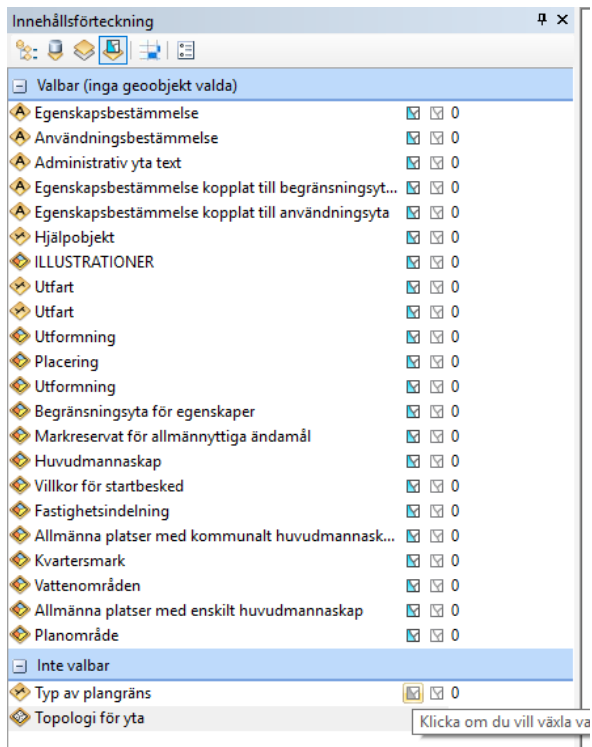 Innehållsförteckning
Valbar (inga geoobjekt valda)
Egenskapsbestämmelse 0
Användningsbestämmelse 0
Administrativ yta text 0
Egenskapsbestämmelse kopplat till begränsningsyt... 0
Egenskapsbestämmelse kopplat till användningsyta 0
Hjälpobjekt 0
ILLUSTRATIONER 0
Utfart 0
Utfart 0
Utformning 0
Placering 0
Utformning 0
Begränsningsyta för egenskaper 0
Markreservat för allmännyttiga ändamål 0
Huvudmannaskap 0
Villkor för startbesked 0
Fastighetsindelning 0
Allmänna platser med kommunalt huvudmannask... 0
Kvartersmark 0
Vattenområden 0
Allmänna platser med enskilt huvudmannaskap 0
Planområde 0
Inte valbar
Typ av plangräns 0
Topologi för yta
Klicka om du vill växla va